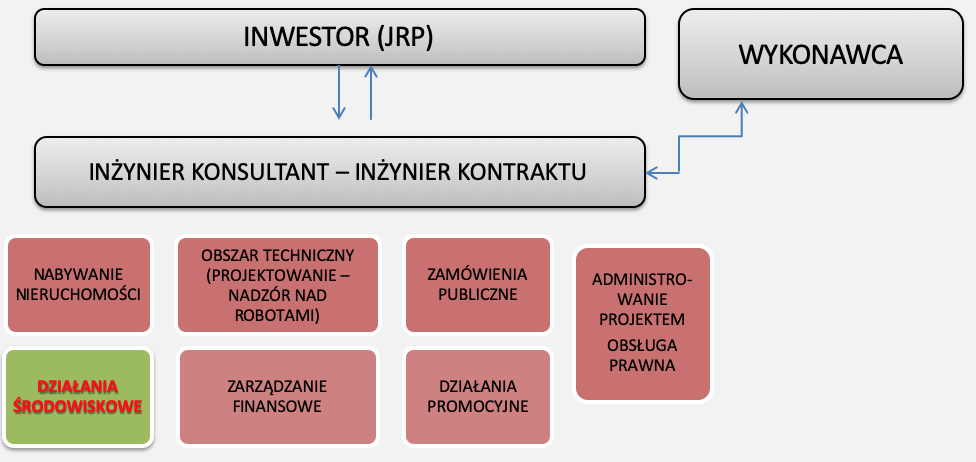 INWESTOR (JRP)
WYKONAWCA
INŻYNIER KONSULTANT – INŻYNIER KONTRAKTU
NABYWANIE
NIERUCHOMOŚCI
OBSZAR TECHNICZNY
(PROJEKTOWANIE –
NADZÓR NAD
ROBOTAMI)
ZAMÓWIENIA
PUBLICZNE
ADMINISTRO-
WANIE
PROJEKTEM
OBSŁUGA
PRAWNA
DZIAŁANIA
ŚRODOWISKOWE
ZARZĄDZANIE
FINANSOWE
DZIAŁANIA
PROMOCYJNE